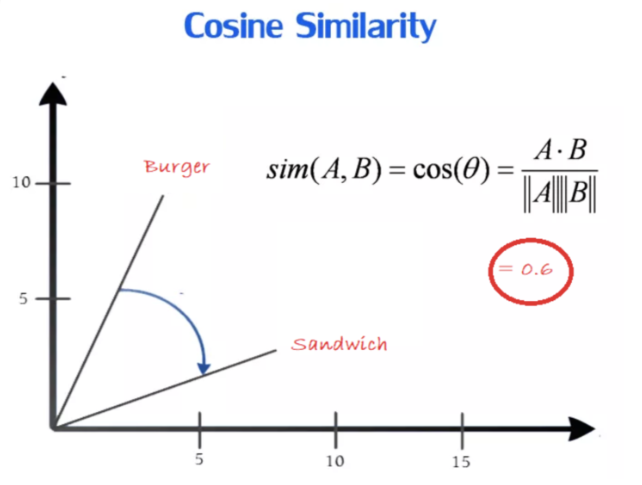 Cosine Similarity
Burger
sim(A, B) = cos(θ) = A · B / ||A||||B||
10
= 0.6
5
Sandwich
5
10
15